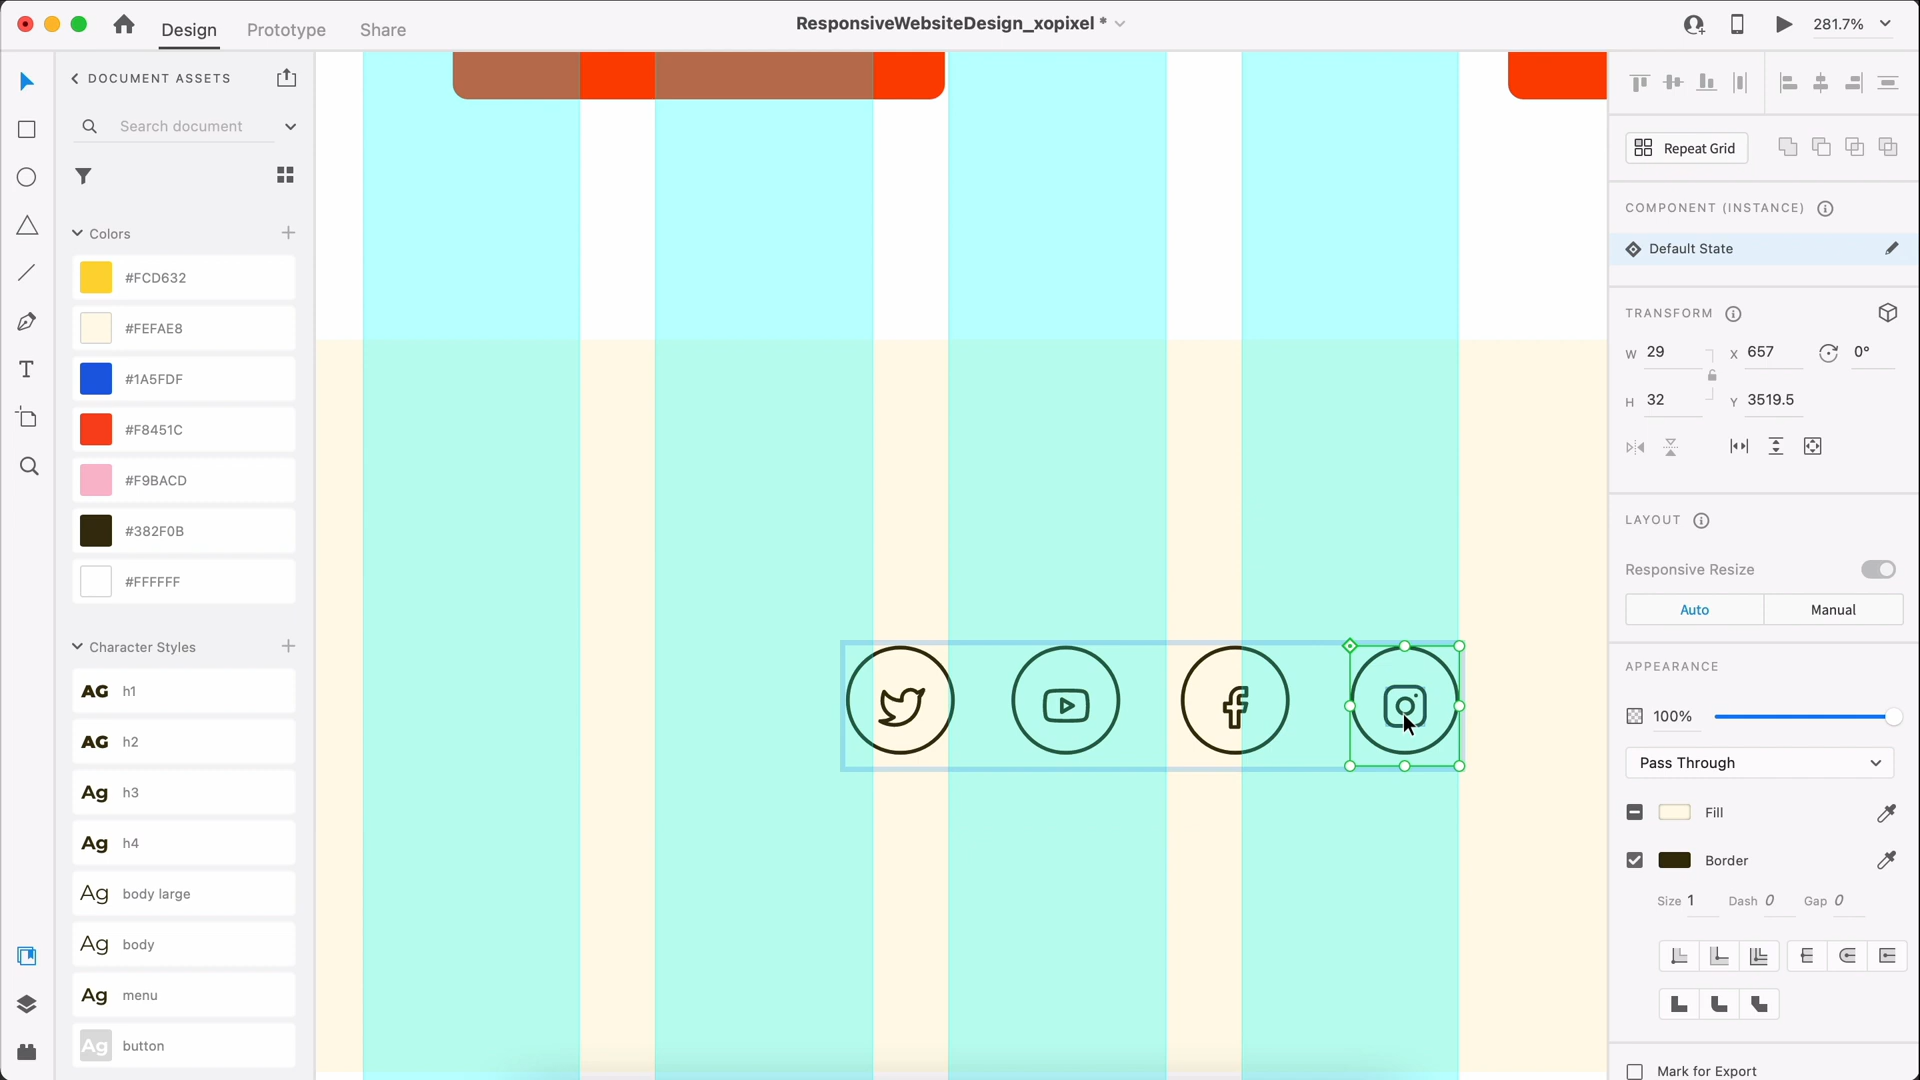 Design
Prototype
Share
ResponsiveWebsiteDesign_xopixel *
281.7%
DOCUMENT ASSETS
Search document
Colors
#FCD632
#FEFAE8
#1A5FDF
#F8451C
#F9BACD
#382F0B
#FFFFFF
Character Styles
AG h1
AG h2
Ag h3
Ag h4
Ag body large
Ag body
Ag menu
Ag button
Repeat Grid
COMPONENT (INSTANCE)
Default State
TRANSFORM
W 29 X 657 0°
H 32 Y 3519.5
LAYOUT
Responsive Resize
Auto Manual
APPEARANCE
100%
Pass Through
Fill
Border
Size 1 Dash 0 Gap 0
Mark for Export